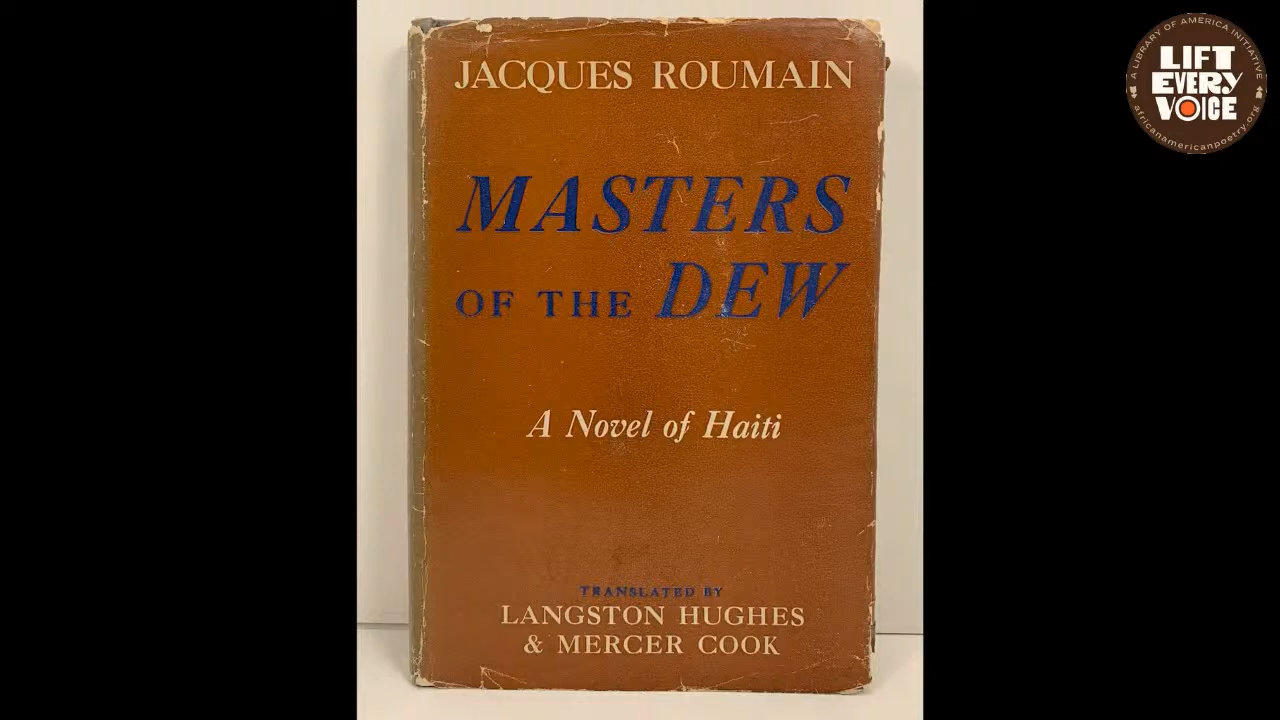 JACQUES ROUMAIN
MASTERS
OF THE DEW
A Novel of Haiti
TRANSLATED BY
LANGSTON HUGHES
& MERCER COOK
A LIBRARY OF AMERICA INITIATIVE
LIFT
EVERY
VOICE
africanamericanpoetry.org